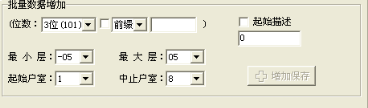 批量数据增加
(位数: 3位(101) 前缀 )
起始描述
0
最 小 层: -05 最 大 层: 05
起始户室: 1 中止户室: 8
增加保存